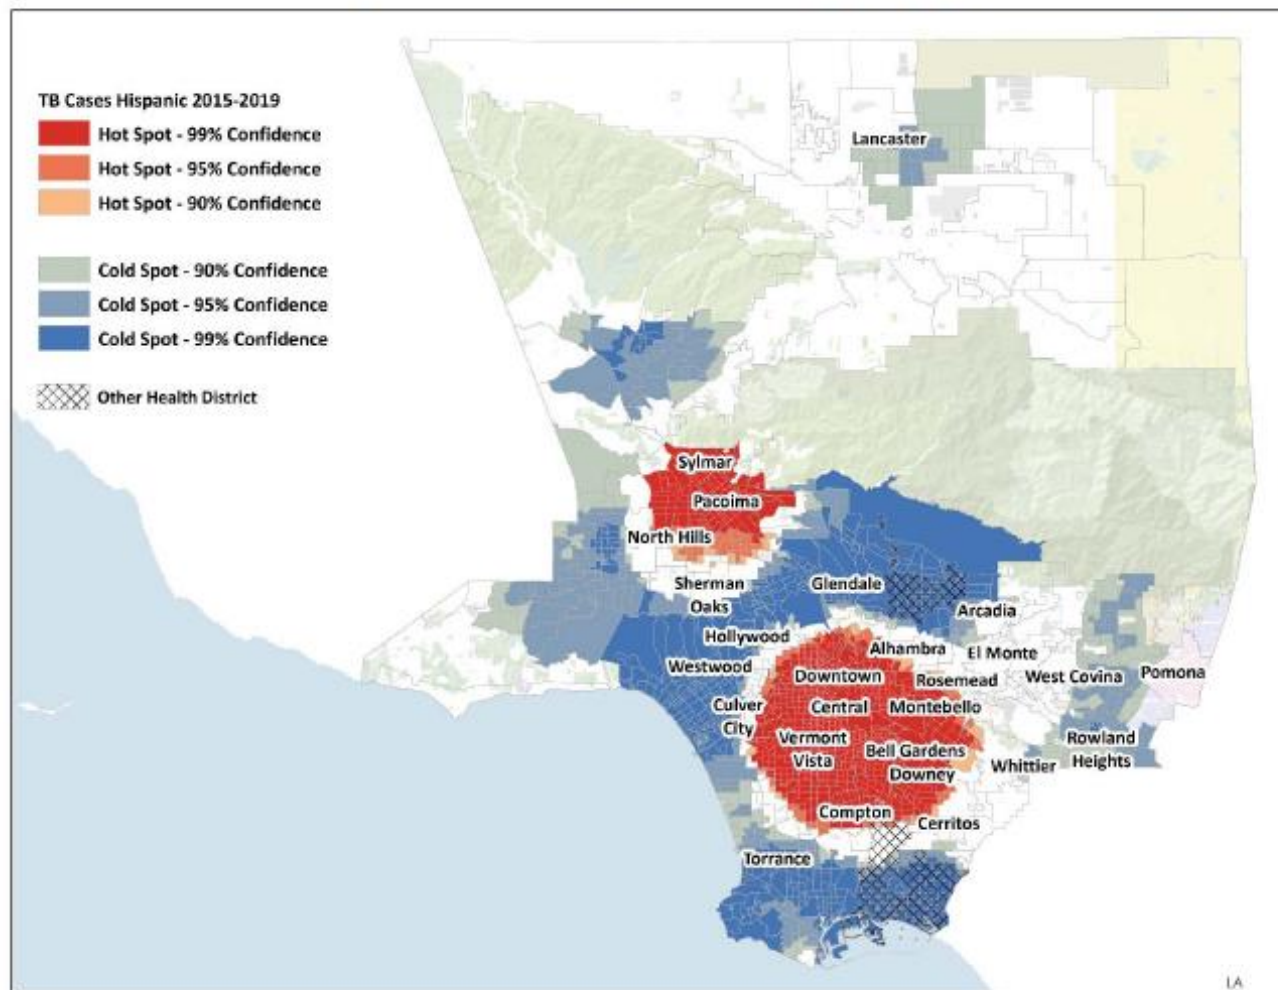 TB Cases Hispanic 2015-2019
Hot Spot - 99% Confidence
Hot Spot - 95% Confidence
Hot Spot - 90% Confidence
Cold Spot - 90% Confidence
Cold Spot - 95% Confidence
Cold Spot - 99% Confidence
Other Health District
Lancaster
Sylmar
Pacoima
North Hills
Sherman
Oaks
Glendale
Arcadia
Hollywood
Alhambra
El Monte
Westwood
Downtown
Rosemead
West Covina
Pomona
Culver
City
Central
Montebello
Vermont
Vista
Bell Gardens
Downey
Whittier
Rowland
Heights
Compton
Cerritos
Torrance
LA